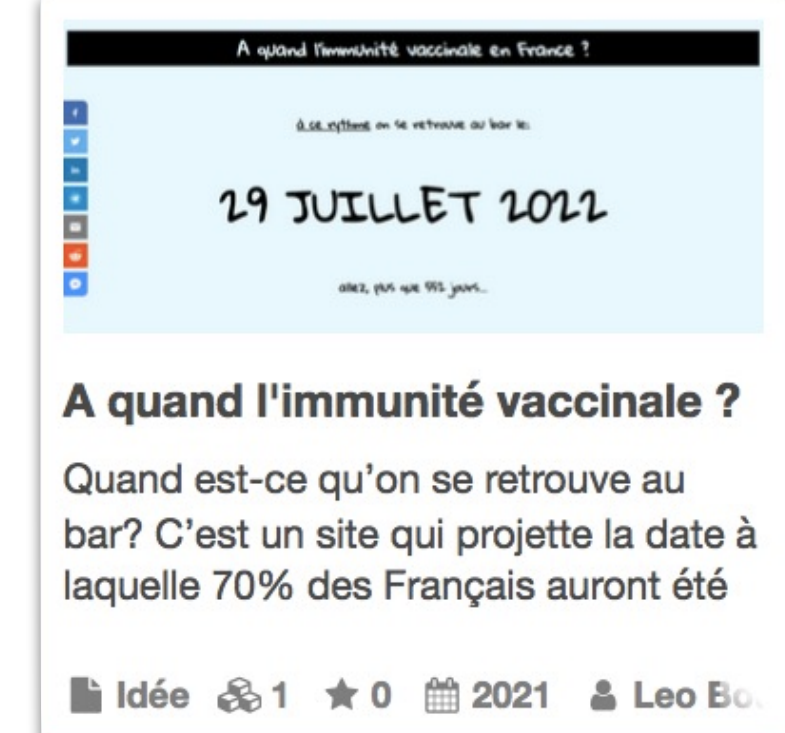 A quand l'immunité vaccinale en France ?
à ce rythme on se retrouve au bar le:
29 JUILLET 2022
allez, plus que 552 jours...
A quand l'immunité vaccinale ?
Quand est-ce qu’on se retrouve au
bar? C’est un site qui projette la date à
laquelle 70% des Français auront été
Idée 1 0 2021 Leo